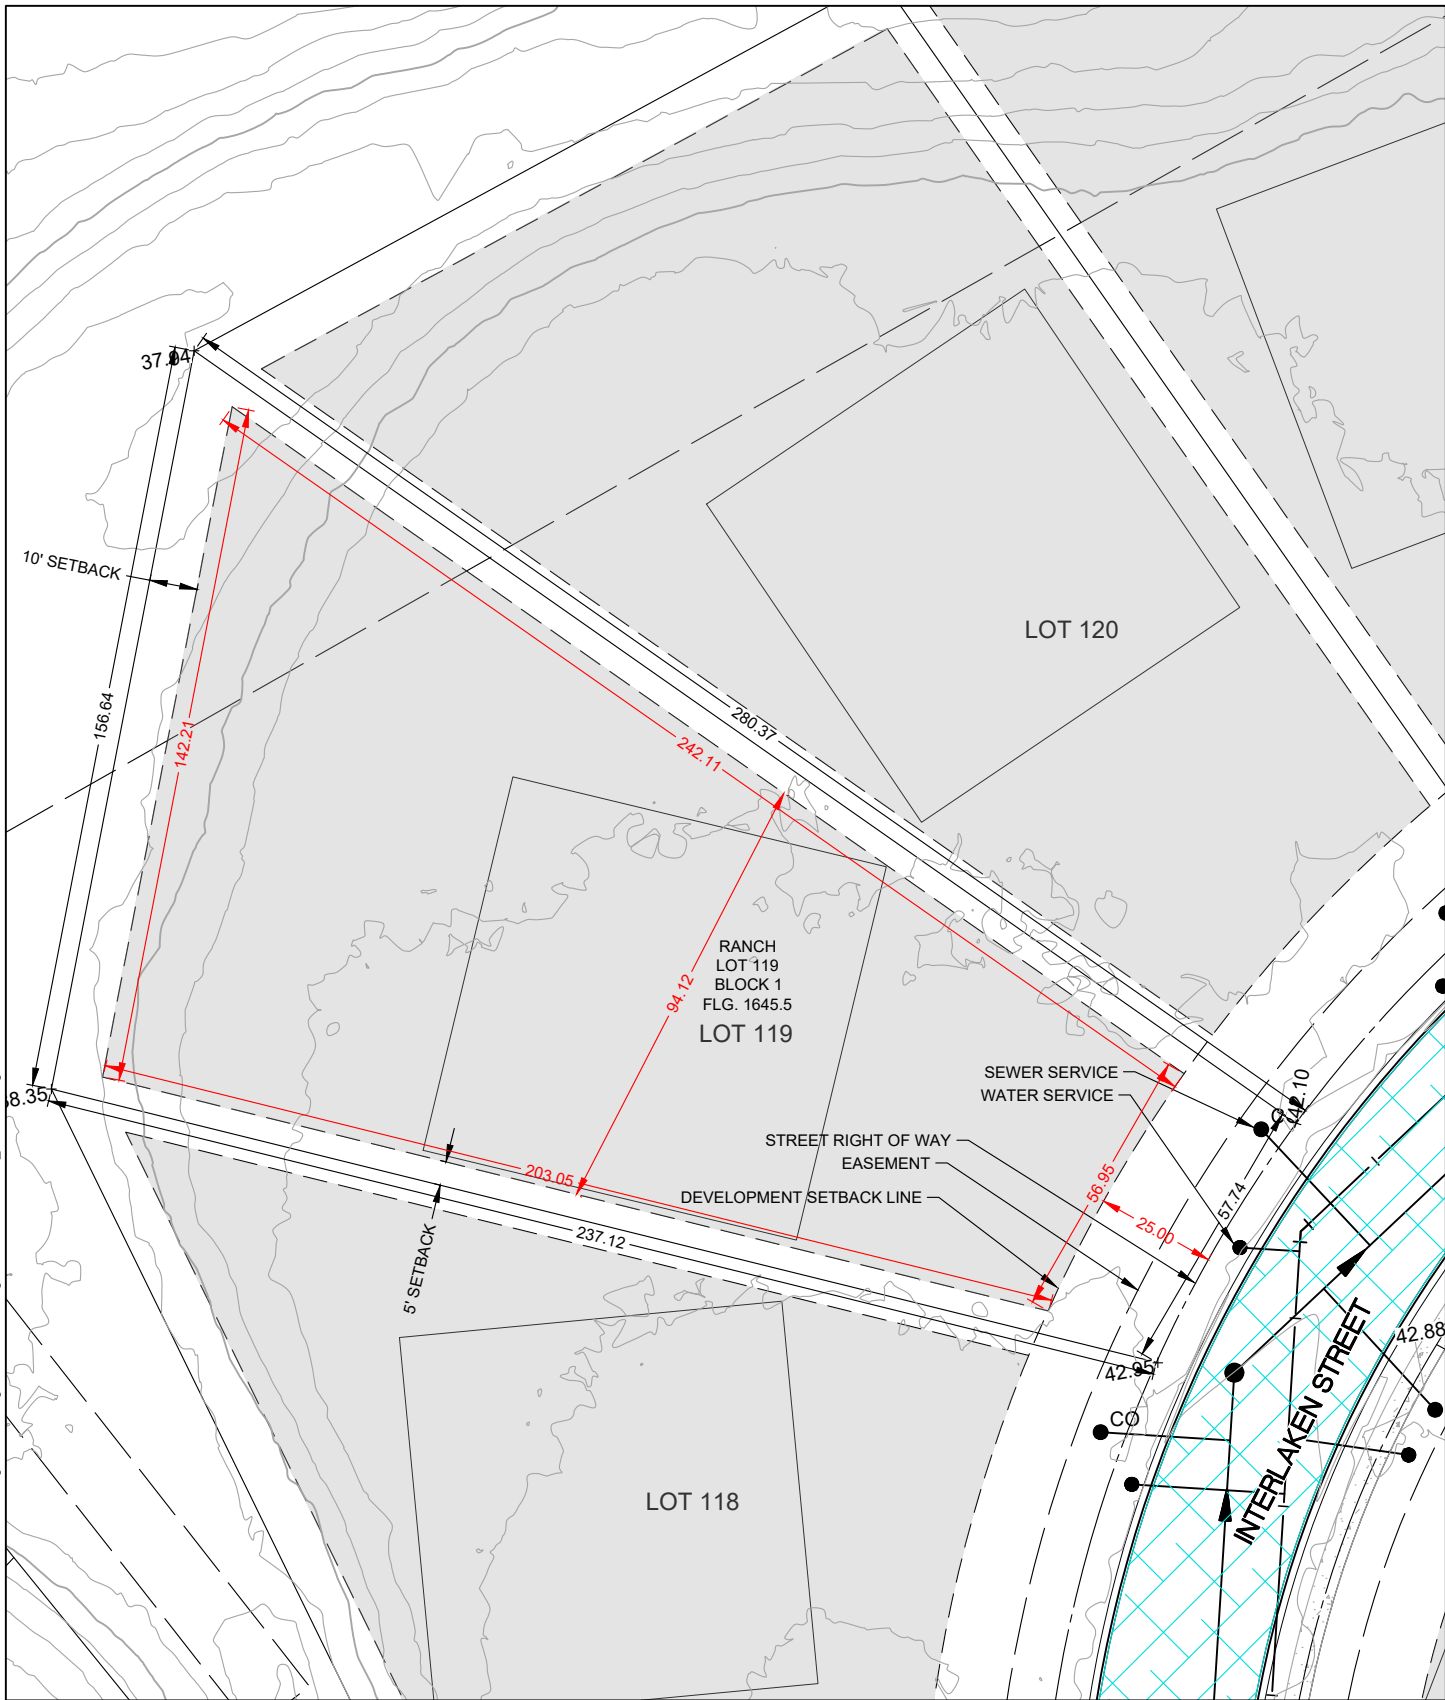 37.94
10' SETBACK
LOT 120
156.64
142.21
280.37
242.11
RANCH
LOT 119
BLOCK 1
FLG. 1645.5
LOT 119
94.12
SEWER SERVICE
WATER SERVICE
42.10
STREET RIGHT OF WAY
EASEMENT
DEVELOPMENT SETBACK LINE
203.05
56.95
25.00
57.74
237.12
5' SETBACK
8.35
42.95
42.88
CO
INTERLAKEN STREET
LOT 118